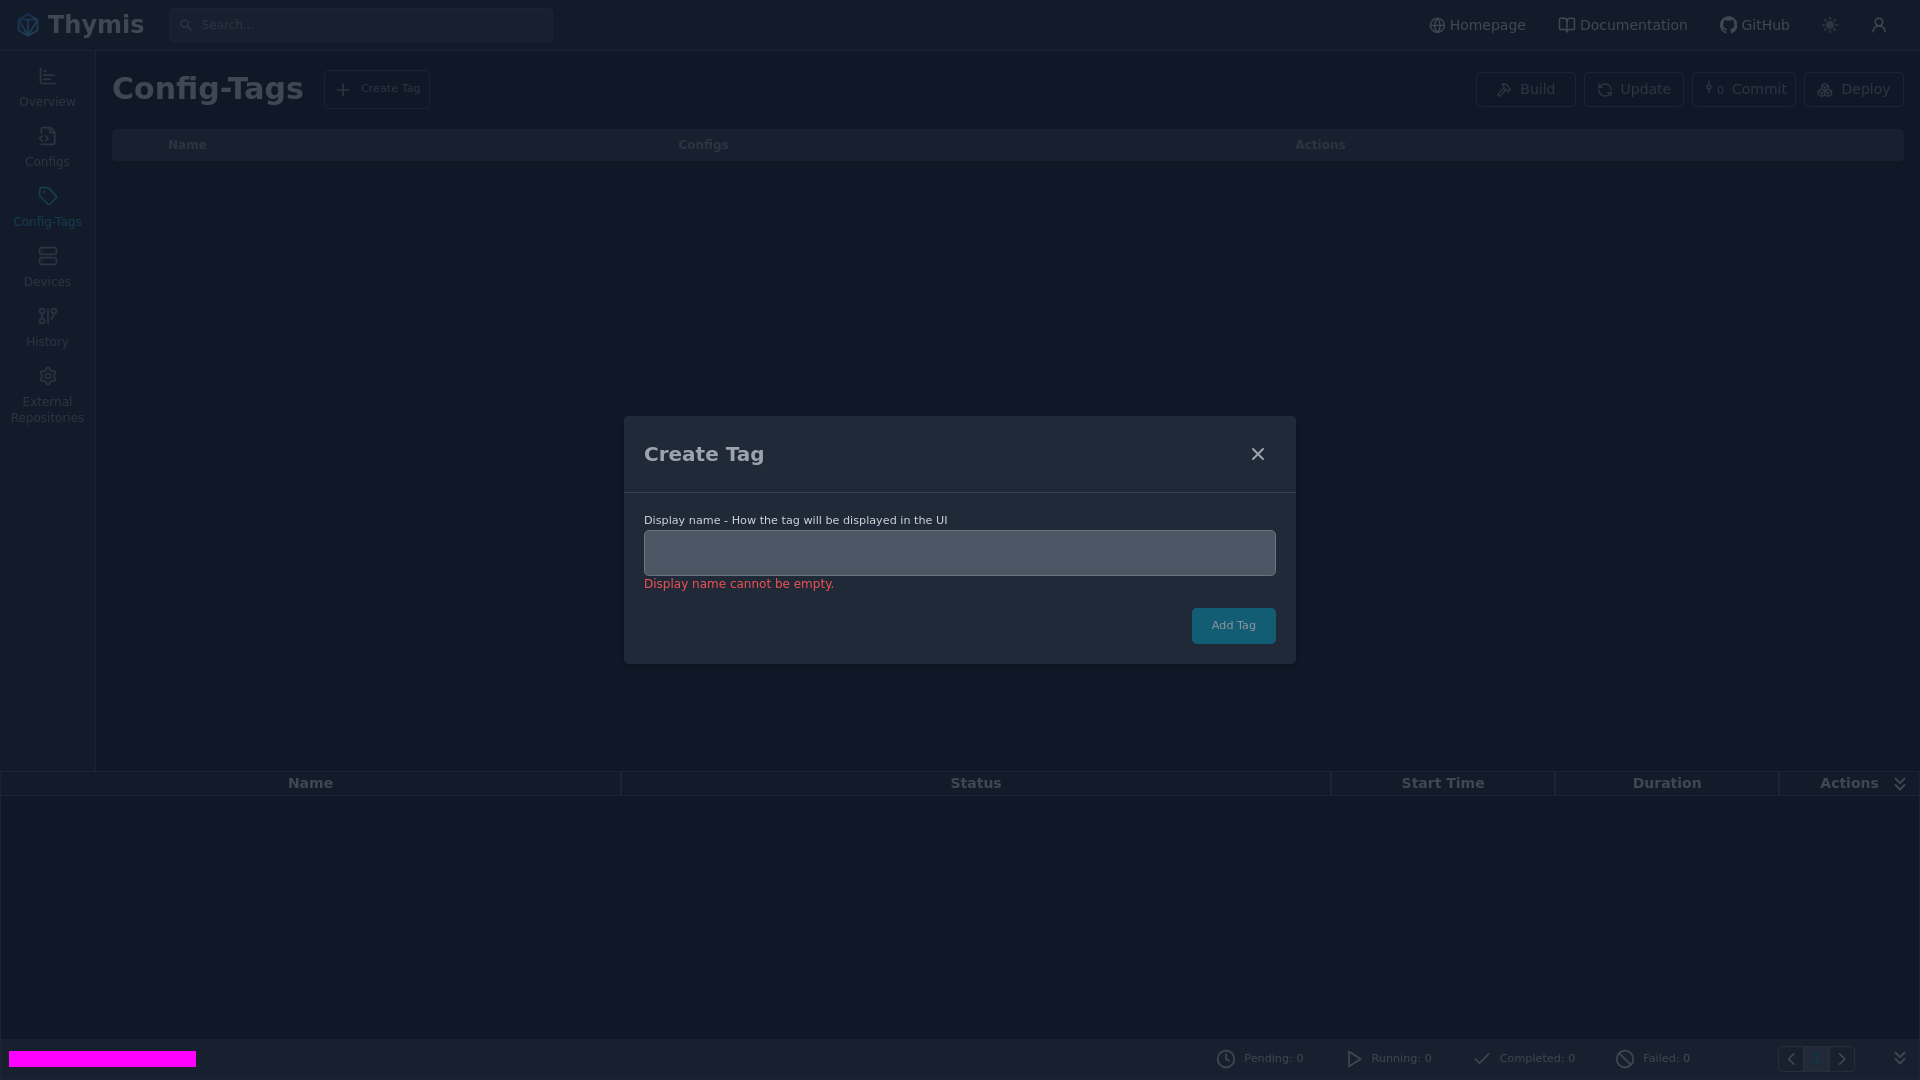 Thymis
Search...
Homepage
Documentation
GitHub
Overview
Configs
Config-Tags
Devices
History
External
Repositories
Config-Tags
Create Tag
Build
Update
0 Commit
Deploy
Name Configs Actions
Create Tag
Display name - How the tag will be displayed in the UI
Display name cannot be empty.
Add Tag
Name Status Start Time Duration Actions
Pending: 0
Running: 0
Completed: 0
Failed: 0